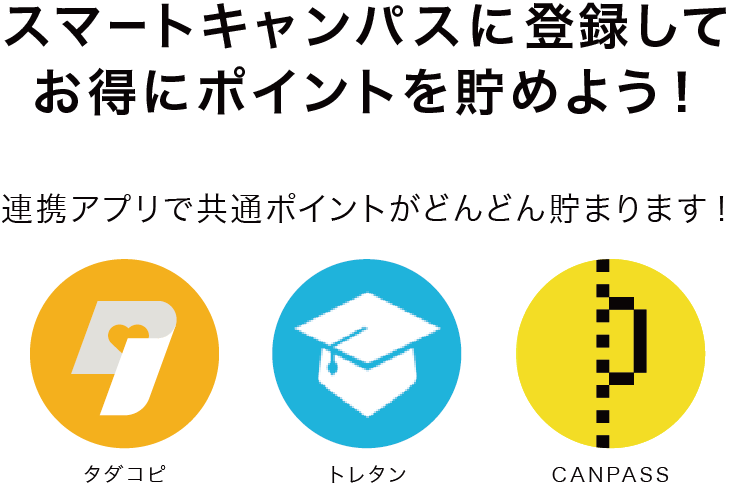 スマートキャンパスに登録して
お得にポイントを貯めよう！
連携アプリで共通ポイントがどんどん貯まります！
タダコピ
トレタン
CANPASS